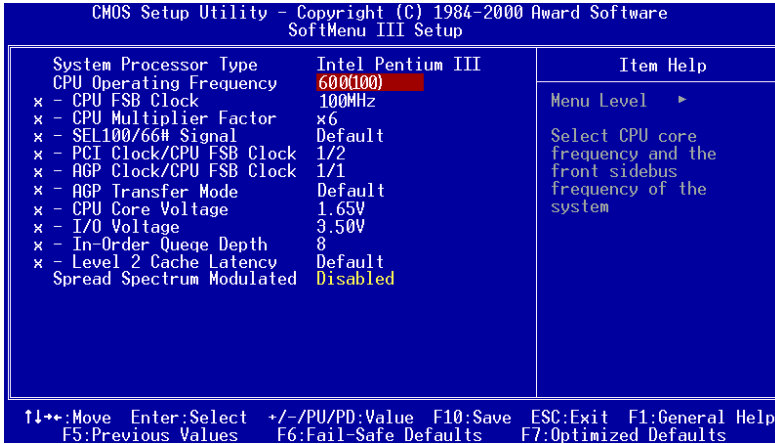 CMOS Setup Utility - Copyright (C) 1984-2000 Award Software
SoftMenu III Setup
System Processor Type Intel Pentium III
CPU Operating Frequency 600(100)
x - CPU FSB Clock 100MHz
x - CPU Multiplier Factor x6
x - SEL100/66# Signal Default
x - PCI Clock/CPU FSB Clock 1/2
x - AGP Clock/CPU FSB Clock 1/1
x - AGP Transfer Mode Default
x - CPU Core Voltage 1.65V
x - I/O Voltage 3.50V
x - In-Order Queqe Depth 8
x - Level 2 Cache Latency Default
Spread Spectrum Modulated Disabled
Item Help
Menu Level ►
Select CPU core
frequency and the
front sidebus
frequency of the
system
↑↓→←:Move Enter:Select +/-/PU/PD:Value F10:Save ESC:Exit F1:General Help
F5:Previous Values F6:Fail-Safe Defaults F7:Optimized Defaults